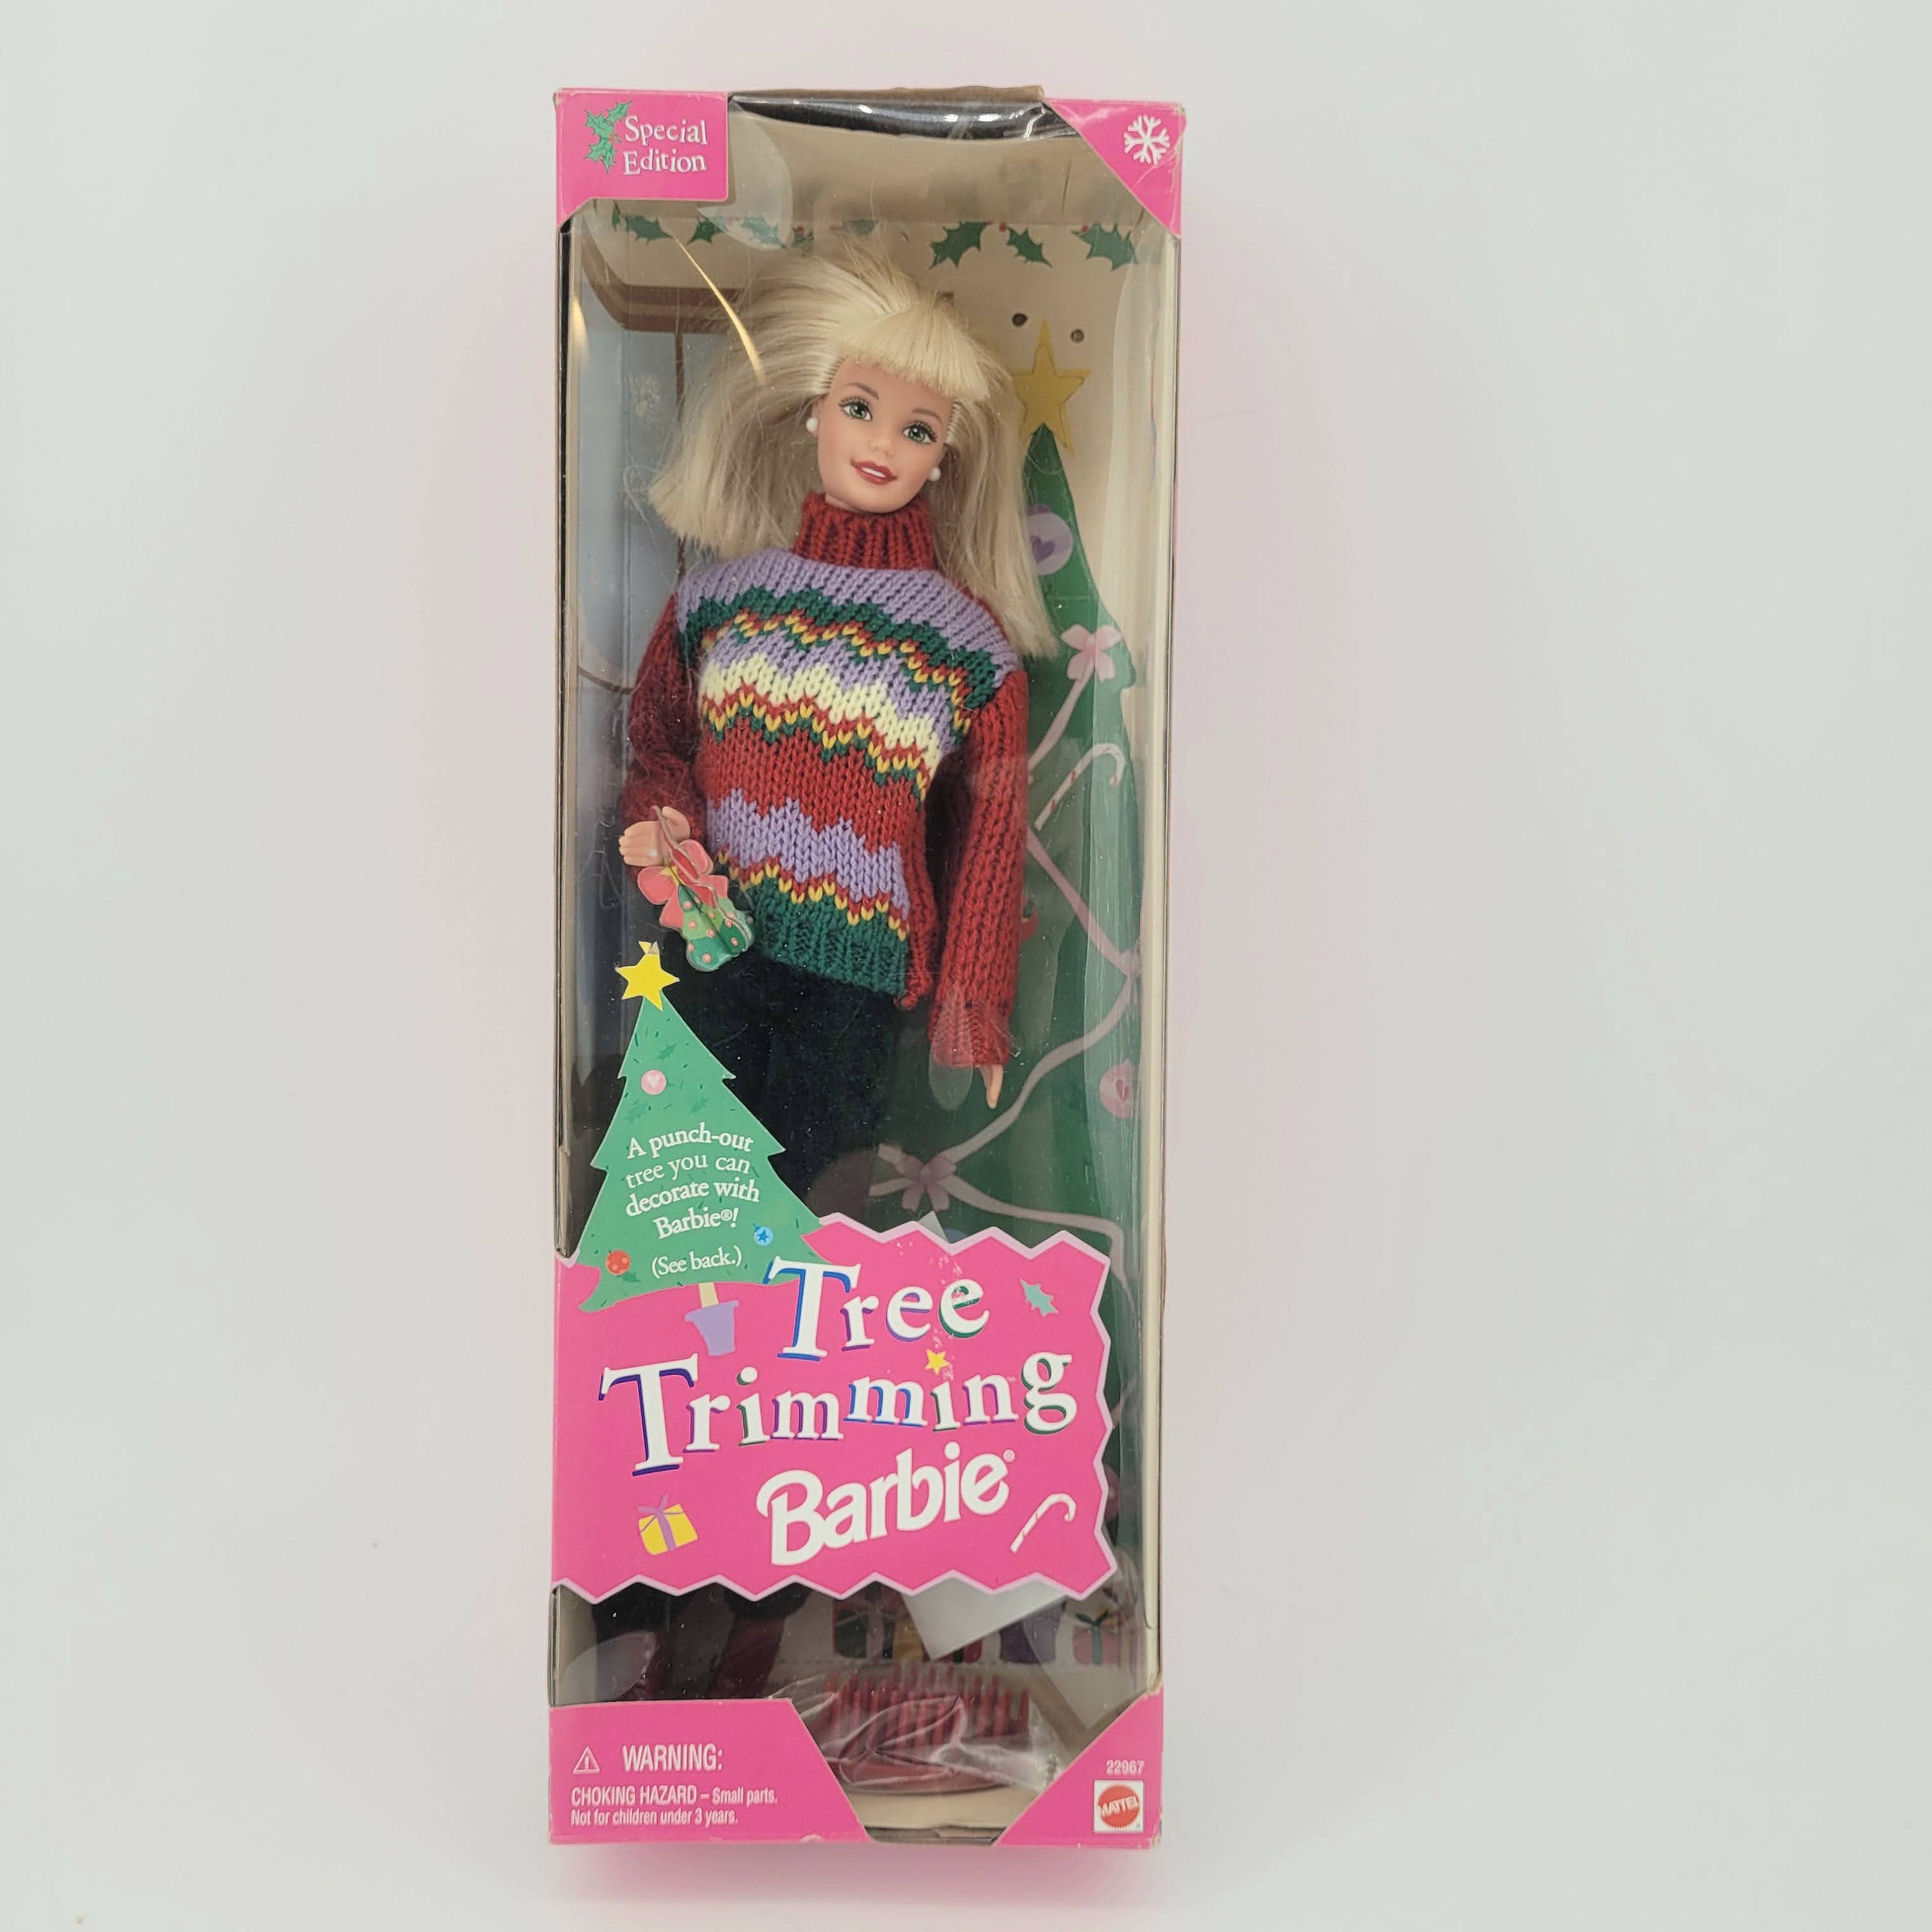 Special
Edition
A punch-out
tree you can
decorate with
Barbie®!
(See back.)
Tree
Trimming™
Barbie®
⚠ WARNING:
CHOKING HAZARD – Small parts.
Not for children under 3 years.
22967
MATTEL